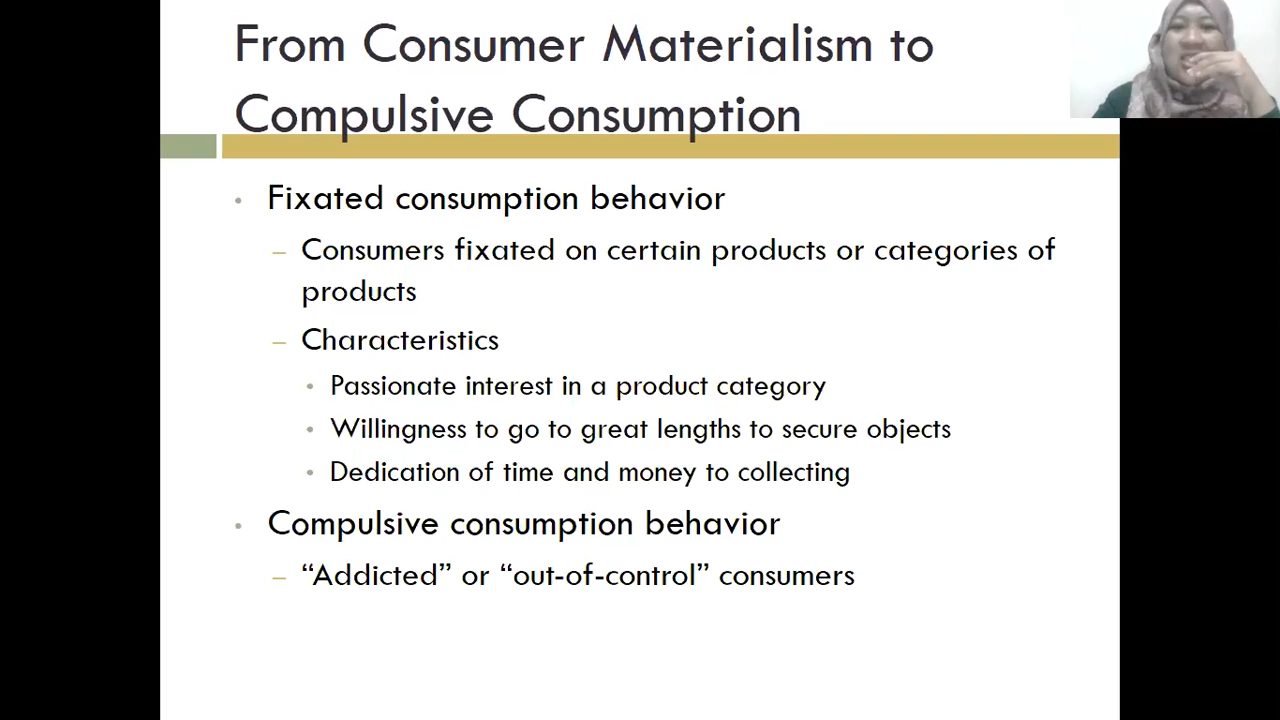 From Consumer Materialism to
Compulsive Consumption
• Fixated consumption behavior
– Consumers fixated on certain products or categories of
products
– Characteristics
• Passionate interest in a product category
• Willingness to go to great lengths to secure objects
• Dedication of time and money to collecting
• Compulsive consumption behavior
– “Addicted” or “out-of-control” consumers